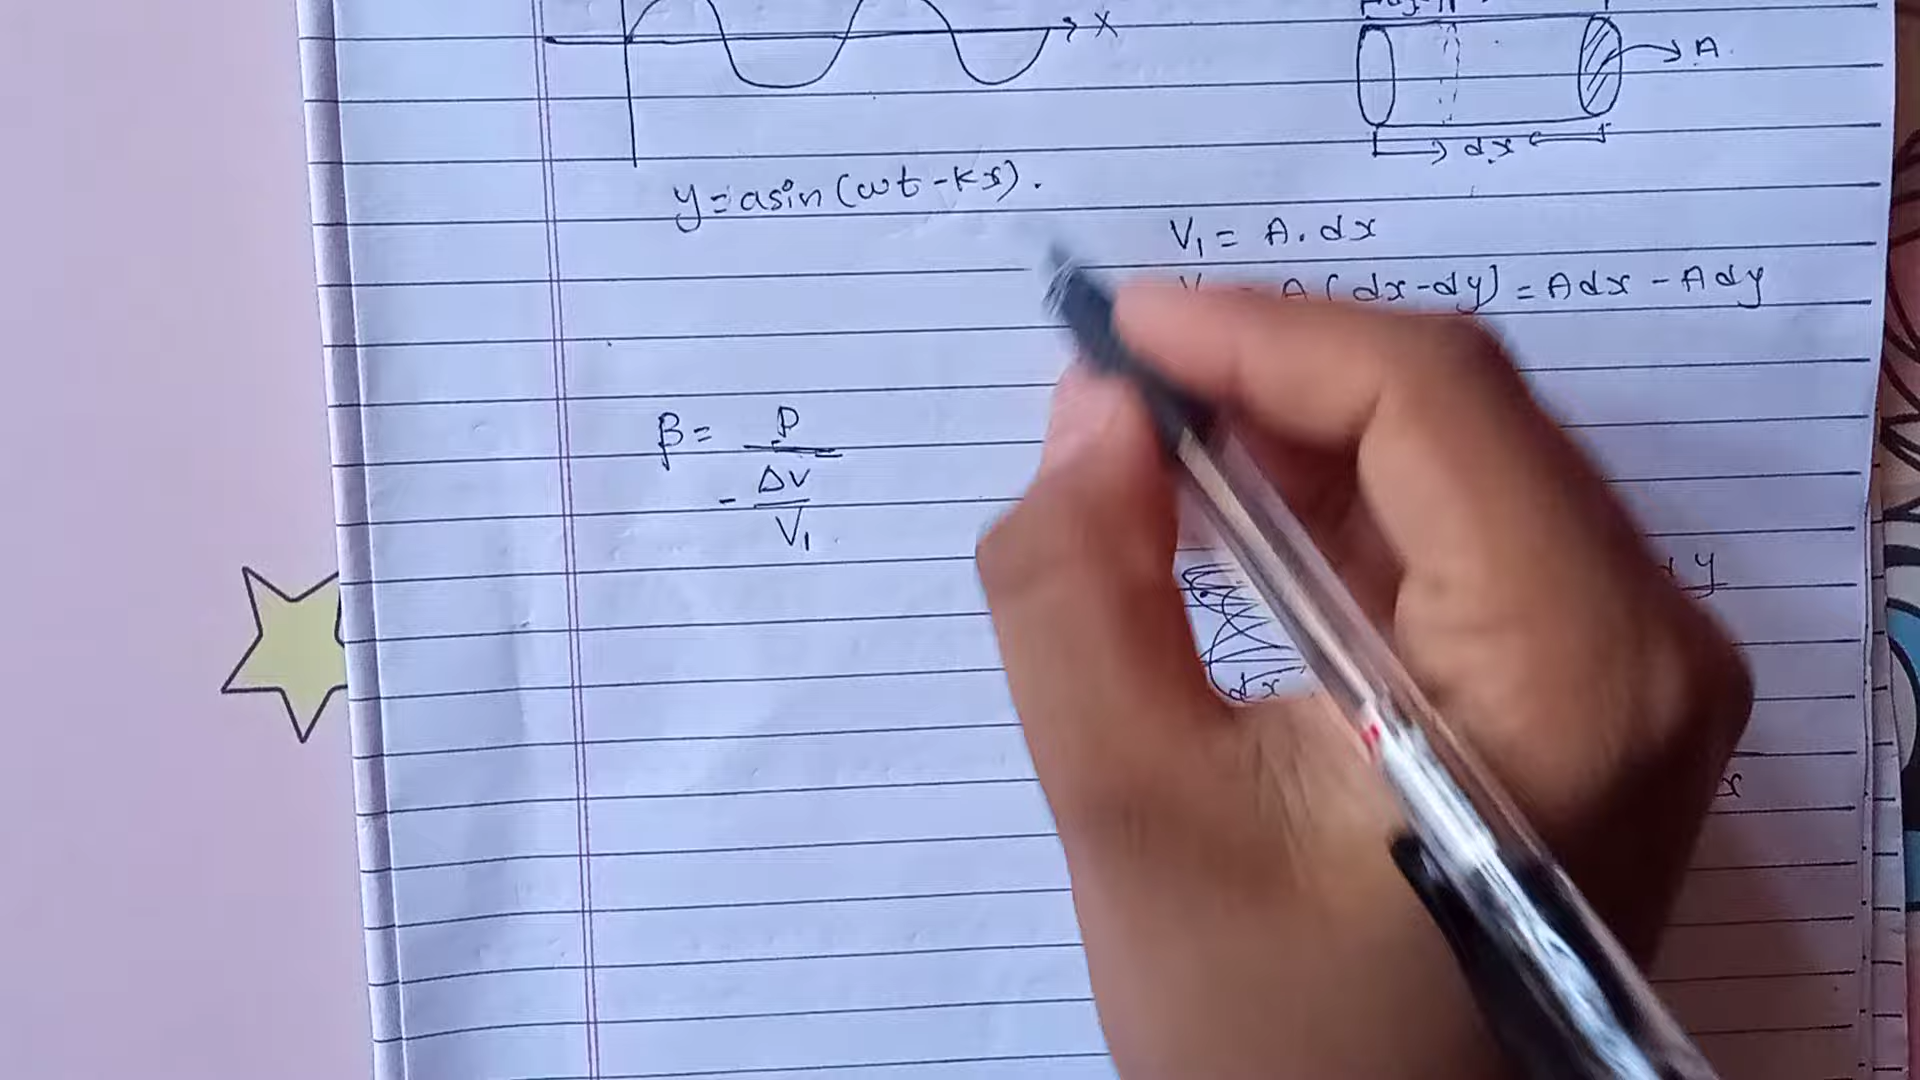 X
A.
dx
y=asin(ωt-Kx).
V₁ = A. dx
= A(dx-dy) = Adx - Ady
β= P
- ΔV
V₁
y
dx
x